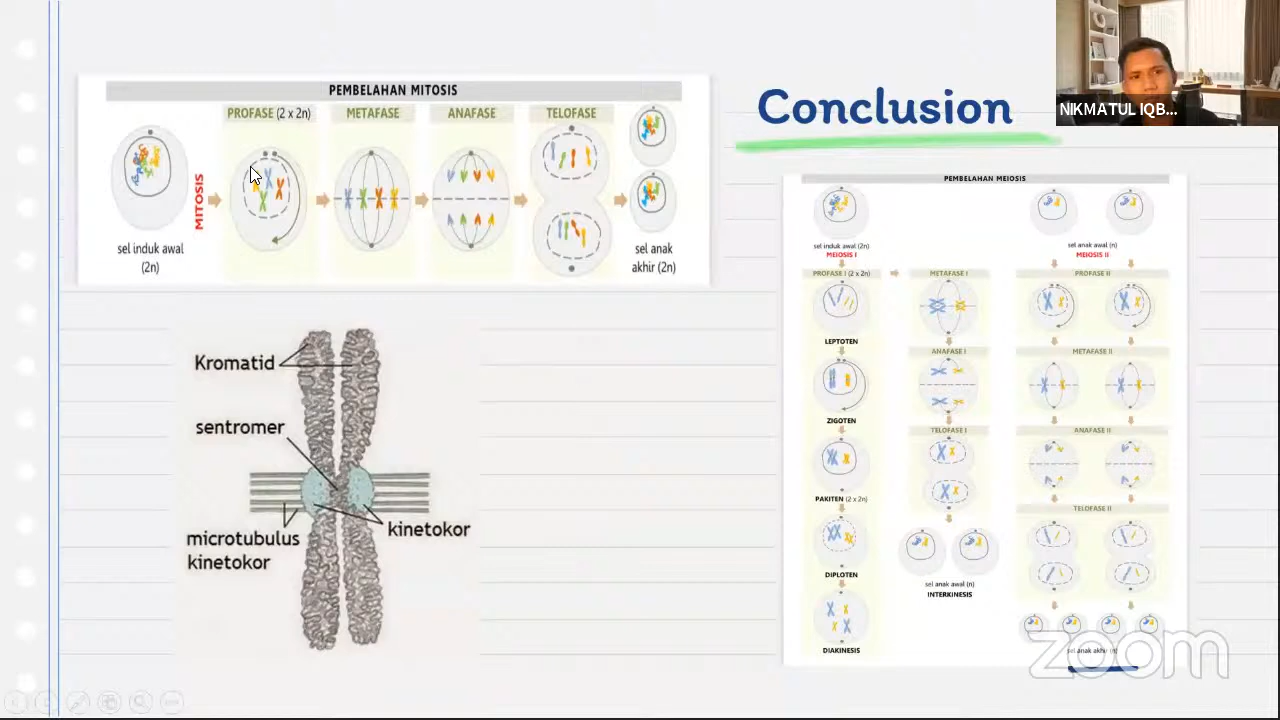 PEMBELAHAN MITOSIS
PROFASE (2 x 2n)
METAFASE
ANAFASE
TELOFASE
MITOSIS
sel induk awal
(2n)
sel anak
akhir (2n)
Conclusion
NIKMATUL IQB...
Kromatid
sentromer
microtubulus
kinetokor
kinetokor
PEMBELAHAN MEIOSIS
sel induk awal (2n)
MEIOSIS I
sel anak awal (n)
MEIOSIS II
PROFASE I (2 x 2n)
METAFASE I
PROFASE II
LEPTOTEN
ANAFASE I
METAFASE II
ZIGOTEN
TELOFASE I
ANAFASE II
PAKITEN (2 x 2n)
TELOFASE II
DIPLOTEN
sel anak awal (n)
INTERKINESIS
DIAKINESIS
sel anak akhir (n)
zoom